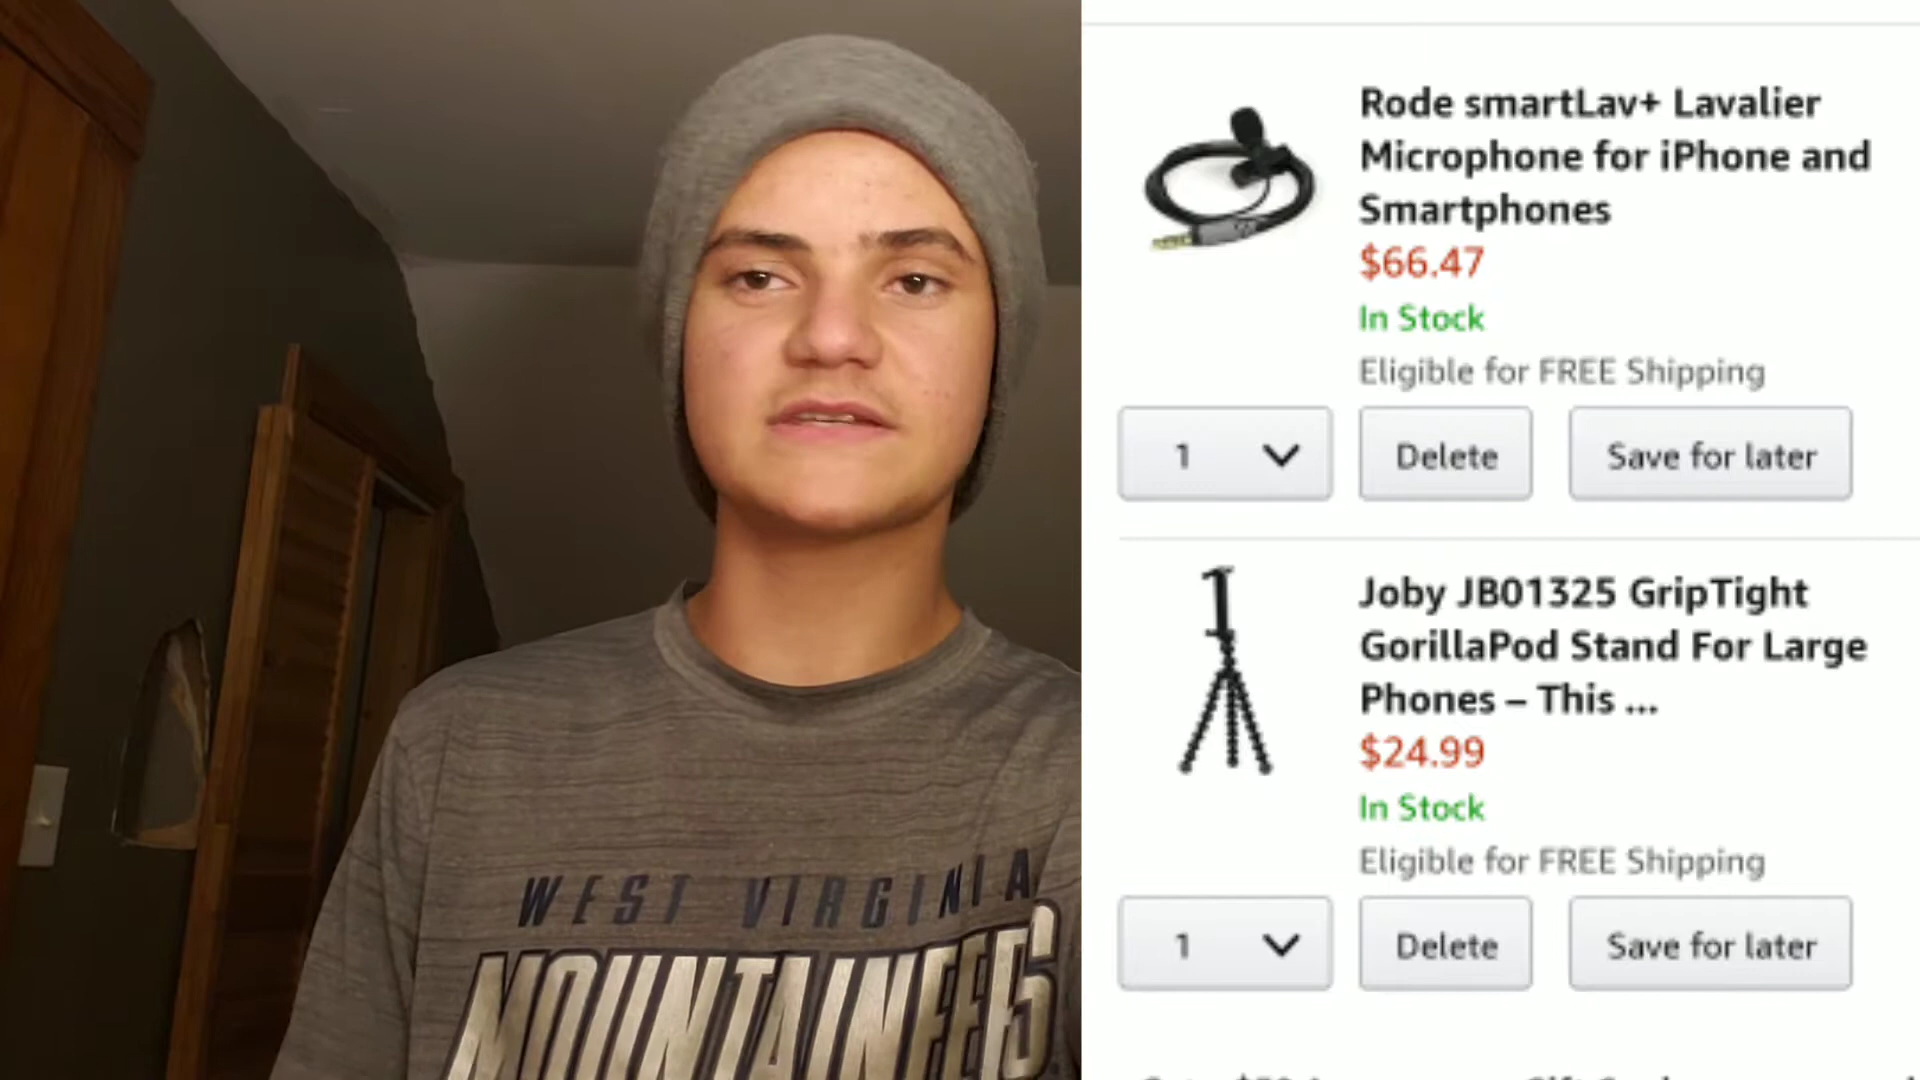 WEST VIRGINIA
MOUNTAINEERS
Rode smartLav+ Lavalier
Microphone for iPhone and
Smartphones
$66.47
In Stock
Eligible for FREE Shipping
1
Delete
Save for later
Joby JB01325 GripTight
GorillaPod Stand For Large
Phones – This ...
$24.99
In Stock
Eligible for FREE Shipping
1
Delete
Save for later